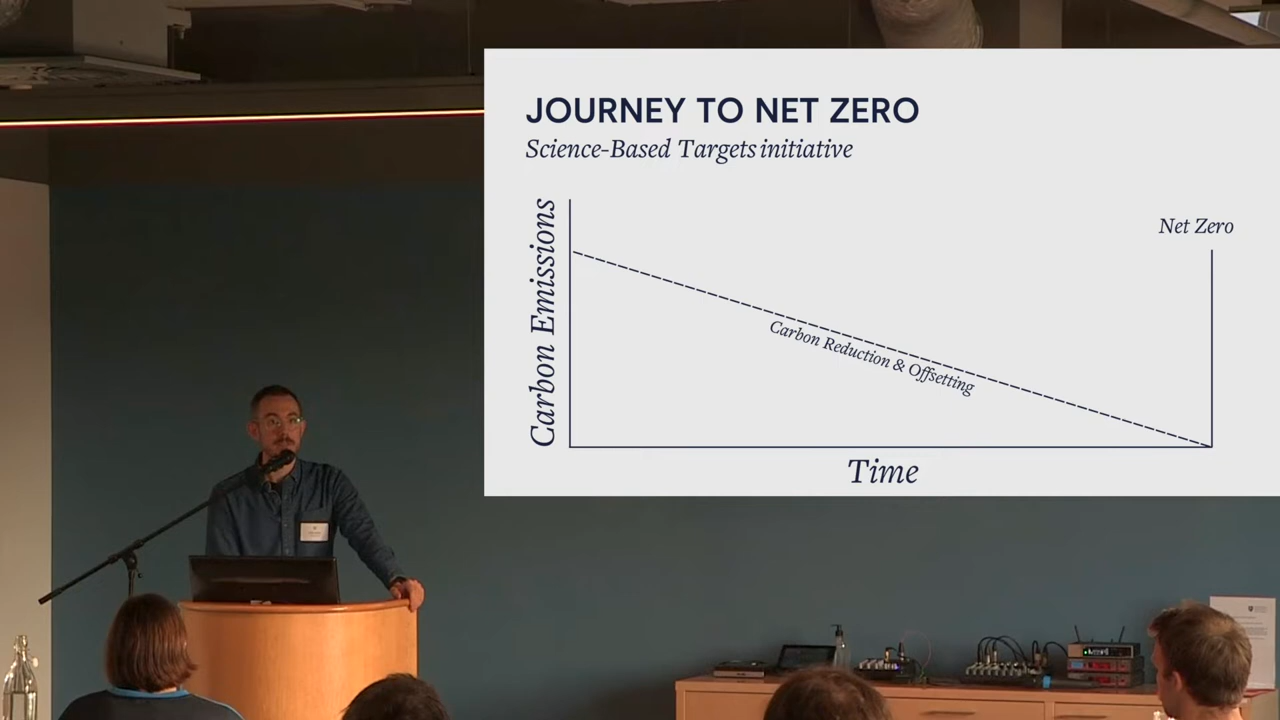 JOURNEY TO NET ZERO
Science-Based Targets initiative
Carbon Emissions
Net Zero
Carbon Reduction & Offsetting
Time